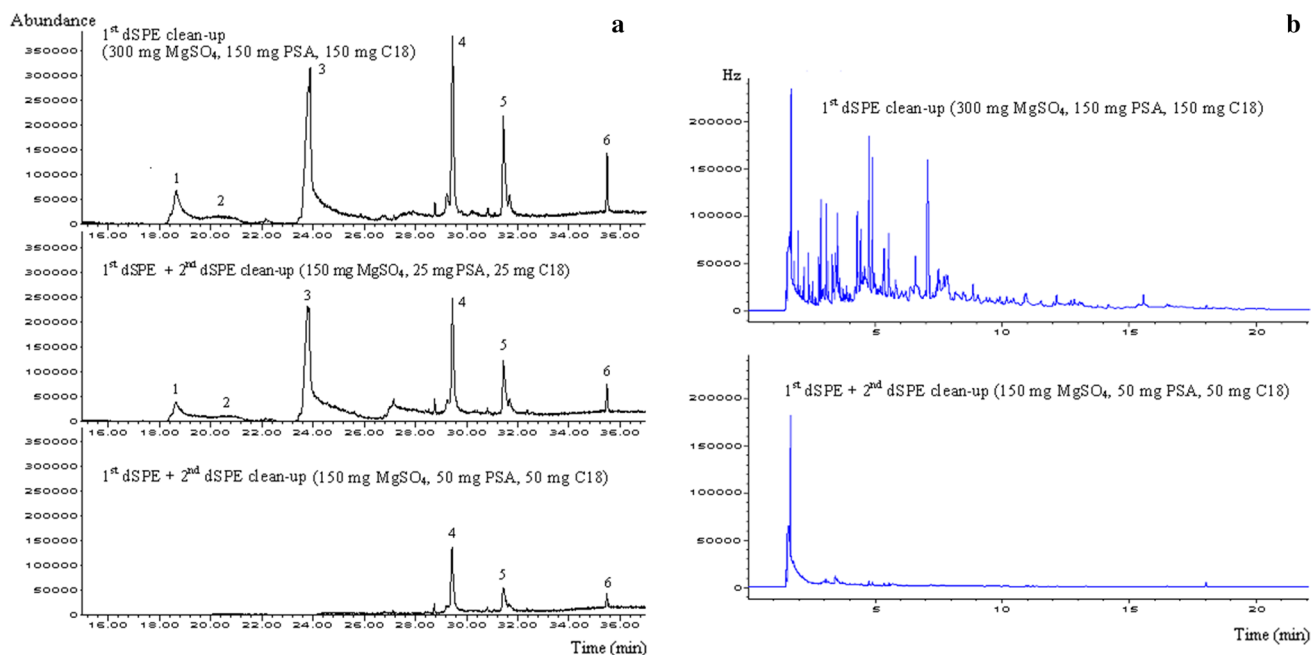 Abundance
a
1st dSPE clean-up
(300 mg MgSO4, 150 mg PSA, 150 mg C18)
350000
300000
250000
200000
150000
100000
50000
0
1 2 3 4 5 6
16.00 18.00 20.00 22.00 24.00 26.00 28.00 30.00 32.00 34.00 36.00
1st dSPE + 2nd dSPE clean-up (150 mg MgSO4, 25 mg PSA, 25 mg C18)
350000
300000
250000
200000
150000
100000
50000
0
1 2 3 4 5 6
16.00 18.00 20.00 22.00 24.00 26.00 28.00 30.00 32.00 34.00 36.00
1st dSPE + 2nd dSPE clean-up (150 mg MgSO4, 50 mg PSA, 50 mg C18)
350000
300000
250000
200000
150000
100000
50000
0
4 5 6
16.00 18.00 20.00 22.00 24.00 26.00 28.00 30.00 32.00 34.00 36.00
Time (min)
b
Hz
1st dSPE clean-up (300 mg MgSO4, 150 mg PSA, 150 mg C18)
200000
150000
100000
50000
0
5 10 15 20
1st dSPE + 2nd dSPE clean-up (150 mg MgSO4, 50 mg PSA, 50 mg C18)
200000
150000
100000
50000
0
5 10 15 20
Time (min)